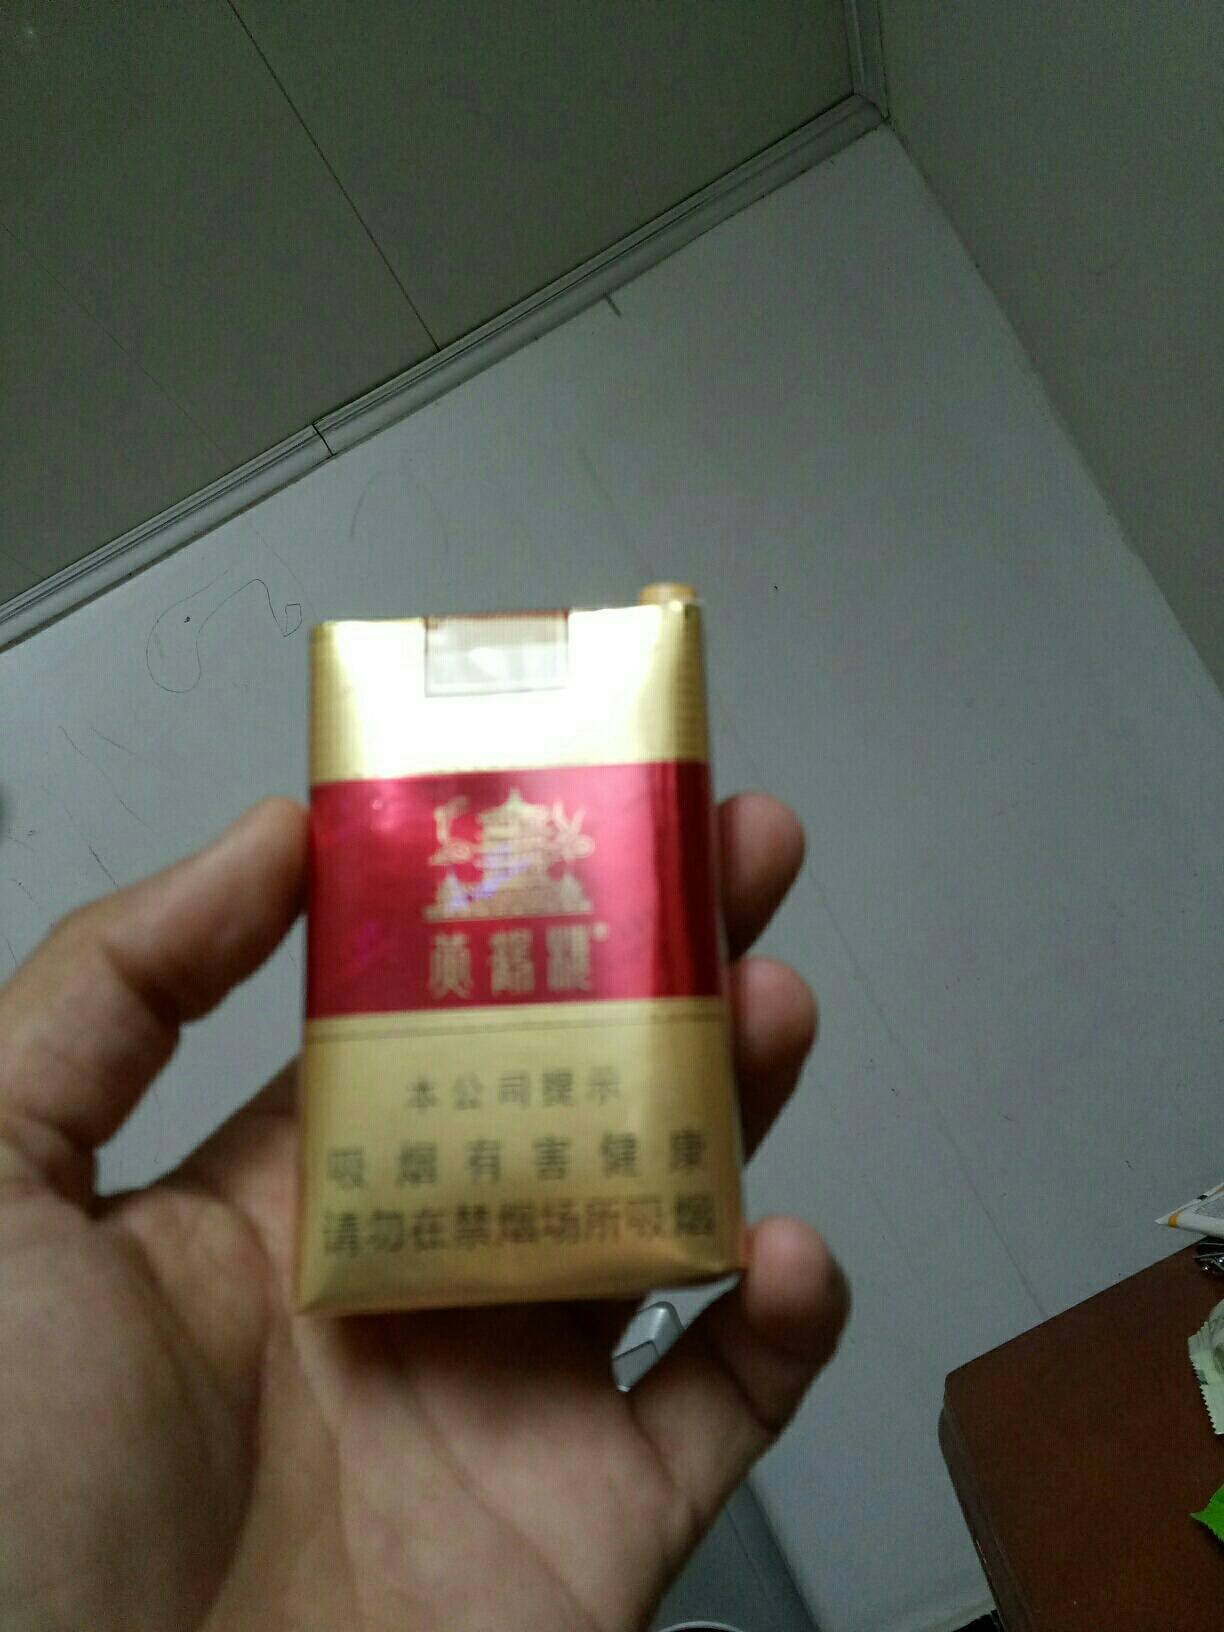 黄鹤楼
本公司提示
吸烟有害健康
请勿在禁烟场所吸烟